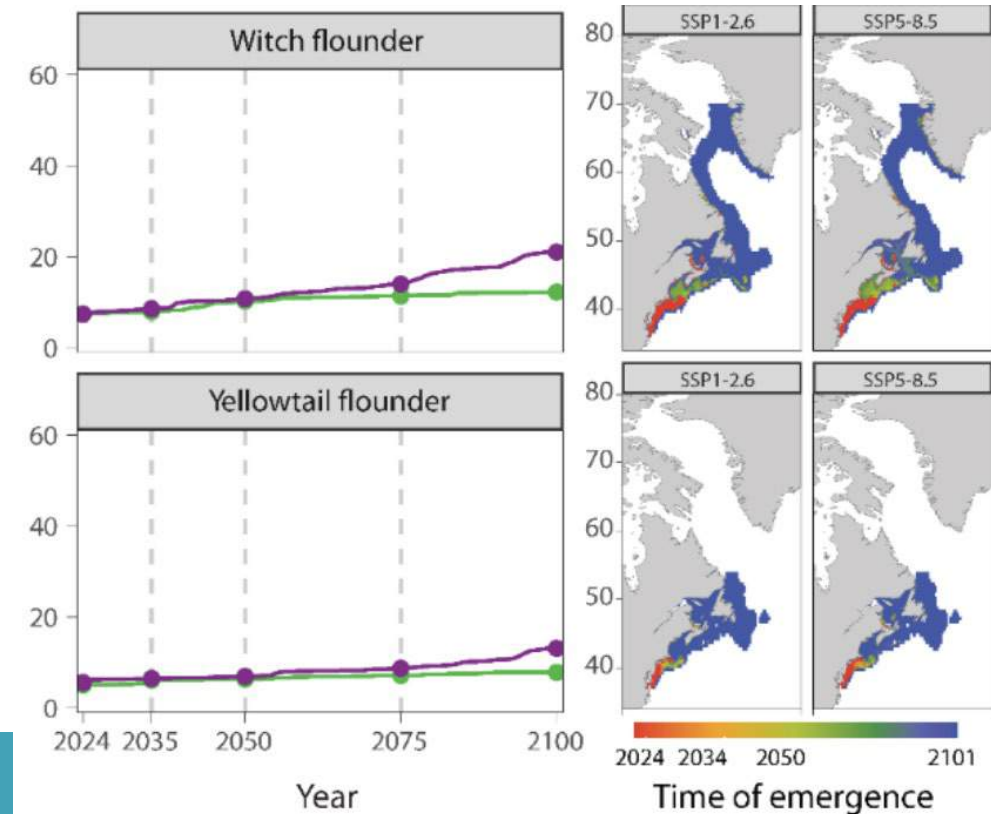 Witch flounder
60
40
20
0
SSP1-2.6
SSP5-8.5
80
70
60
50
40
Yellowtail flounder
60
40
20
0
2024 2035 2050 2075 2100
Year
SSP1-2.6
SSP5-8.5
80
70
60
50
40
2024 2034 2050 2101
Time of emergence